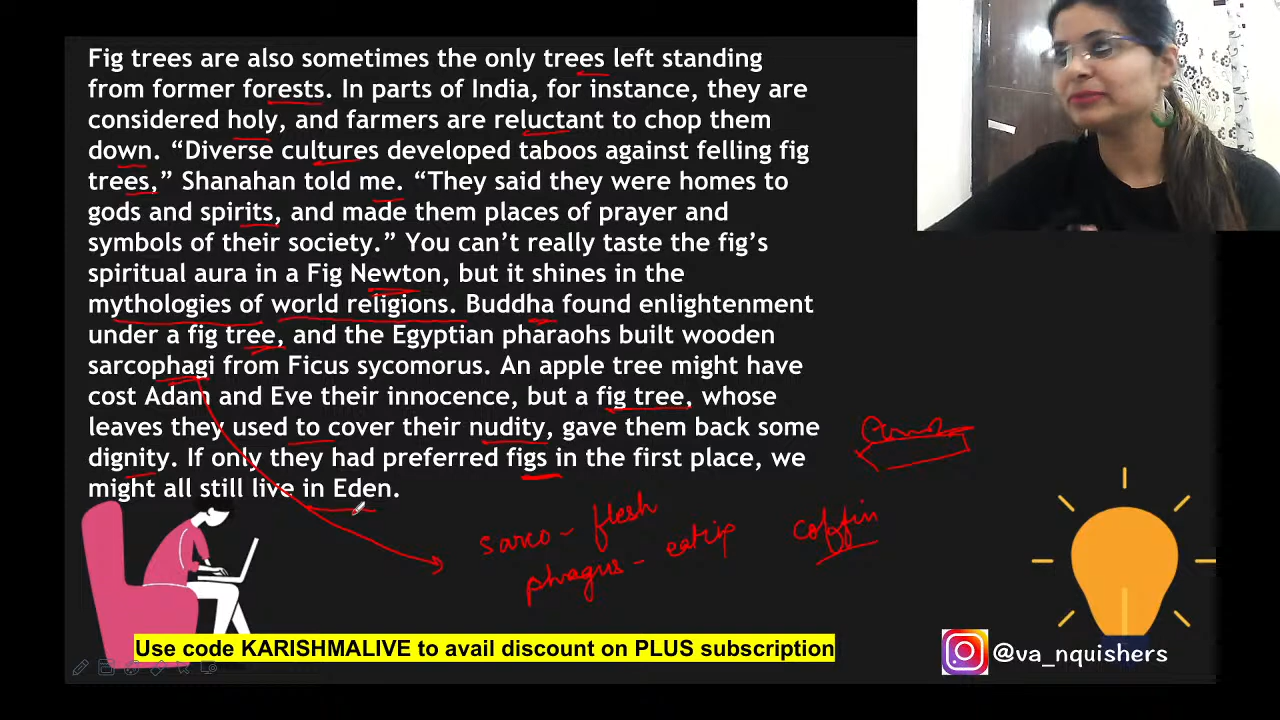 Fig trees are also sometimes the only trees left standing
from former forests. In parts of India, for instance, they are
considered holy, and farmers are reluctant to chop them
down. “Diverse cultures developed taboos against felling fig
trees,” Shanahan told me. “They said they were homes to
gods and spirits, and made them places of prayer and
symbols of their society.” You can’t really taste the fig’s
spiritual aura in a Fig Newton, but it shines in the
mythologies of world religions. Buddha found enlightenment
under a fig tree, and the Egyptian pharaohs built wooden
sarcophagi from Ficus sycomorus. An apple tree might have
cost Adam and Eve their innocence, but a fig tree, whose
leaves they used to cover their nudity, gave them back some
dignity. If only they had preferred figs in the first place, we
might all still live in Eden.
sarco - flesh
phagus - eating
coffin
Use code KARISHMALIVE to avail discount on PLUS subscription
@va_nquishers